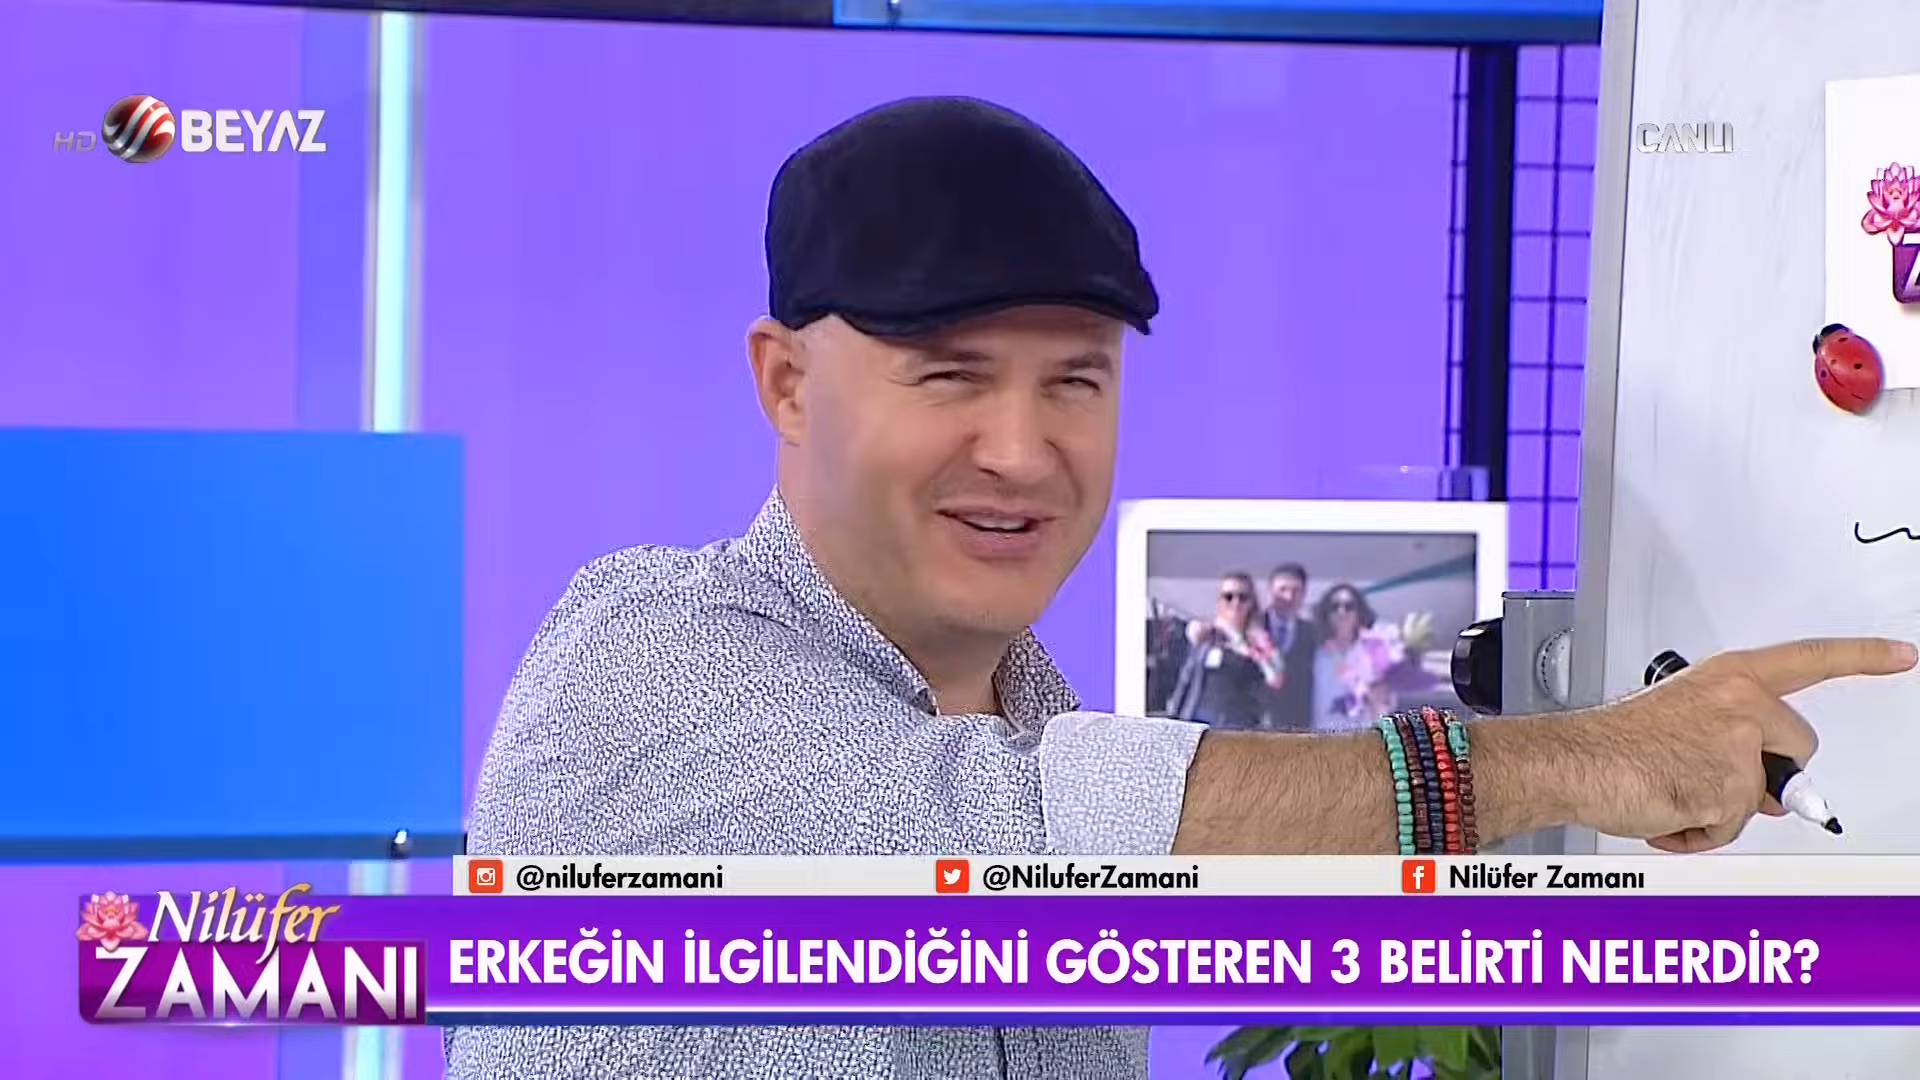 HD BEYAZ
CANLI
@niluferzamani
@NiluferZamani
Nilüfer Zamanı
Nilüfer
ZAMANI
ERKEĞİN İLGİLENDİĞİNİ GÖSTEREN 3 BELİRTİ NELERDİR?